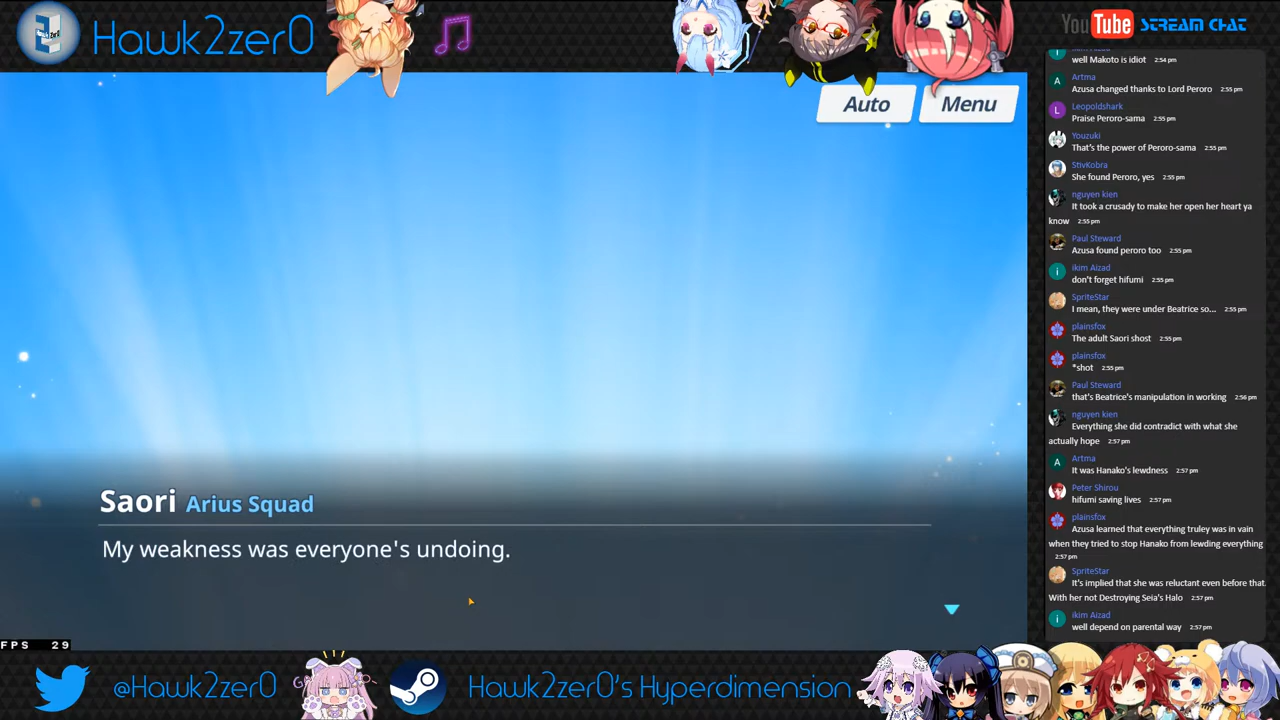 Hawk2zer0
You Tube STREAM CHAT
Auto
Menu
well Makoto is idiot 2:54 pm
A
Artma
Azusa changed thanks to Lord Peroro 2:55 pm
L
Leopoldshark
Praise Peroro-sama 2:55 pm
Youzuki
That's the power of Peroro-sama 2:55 pm
StivKobra
She found Peroro, yes 2:55 pm
nguyen kien
It took a crusady to make her open her heart ya
know 2:55 pm
Paul Steward
Azusa found peroro too 2:55 pm
i
ikim Aizad
don't forget hifumi 2:55 pm
SpriteStar
I mean, they were under Beatrice so... 2:55 pm
plainsfox
The adult Saori shost 2:55 pm
plainsfox
*shot 2:55 pm
Paul Steward
that's Beatrice's manipulation in working 2:56 pm
nguyen kien
Everything she did contradict with what she
actually hope 2:57 pm
A
Artma
It was Hanako's lewdness 2:57 pm
Peter Shirou
hifumi saving lives 2:57 pm
plainsfox
Azusa learned that everything truley was in vain
when they tried to stop Hanako from lewding everything
2:57 pm
SpriteStar
It's implied that she was reluctant even before that.
With her not Destroying Seia's Halo 2:57 pm
i
ikim Aizad
well depend on parental way 2:57 pm
Saori Arius Squad
My weakness was everyone's undoing.
FPS 29
@Hawk2zer0
Hawk2zer0's Hyperdimension